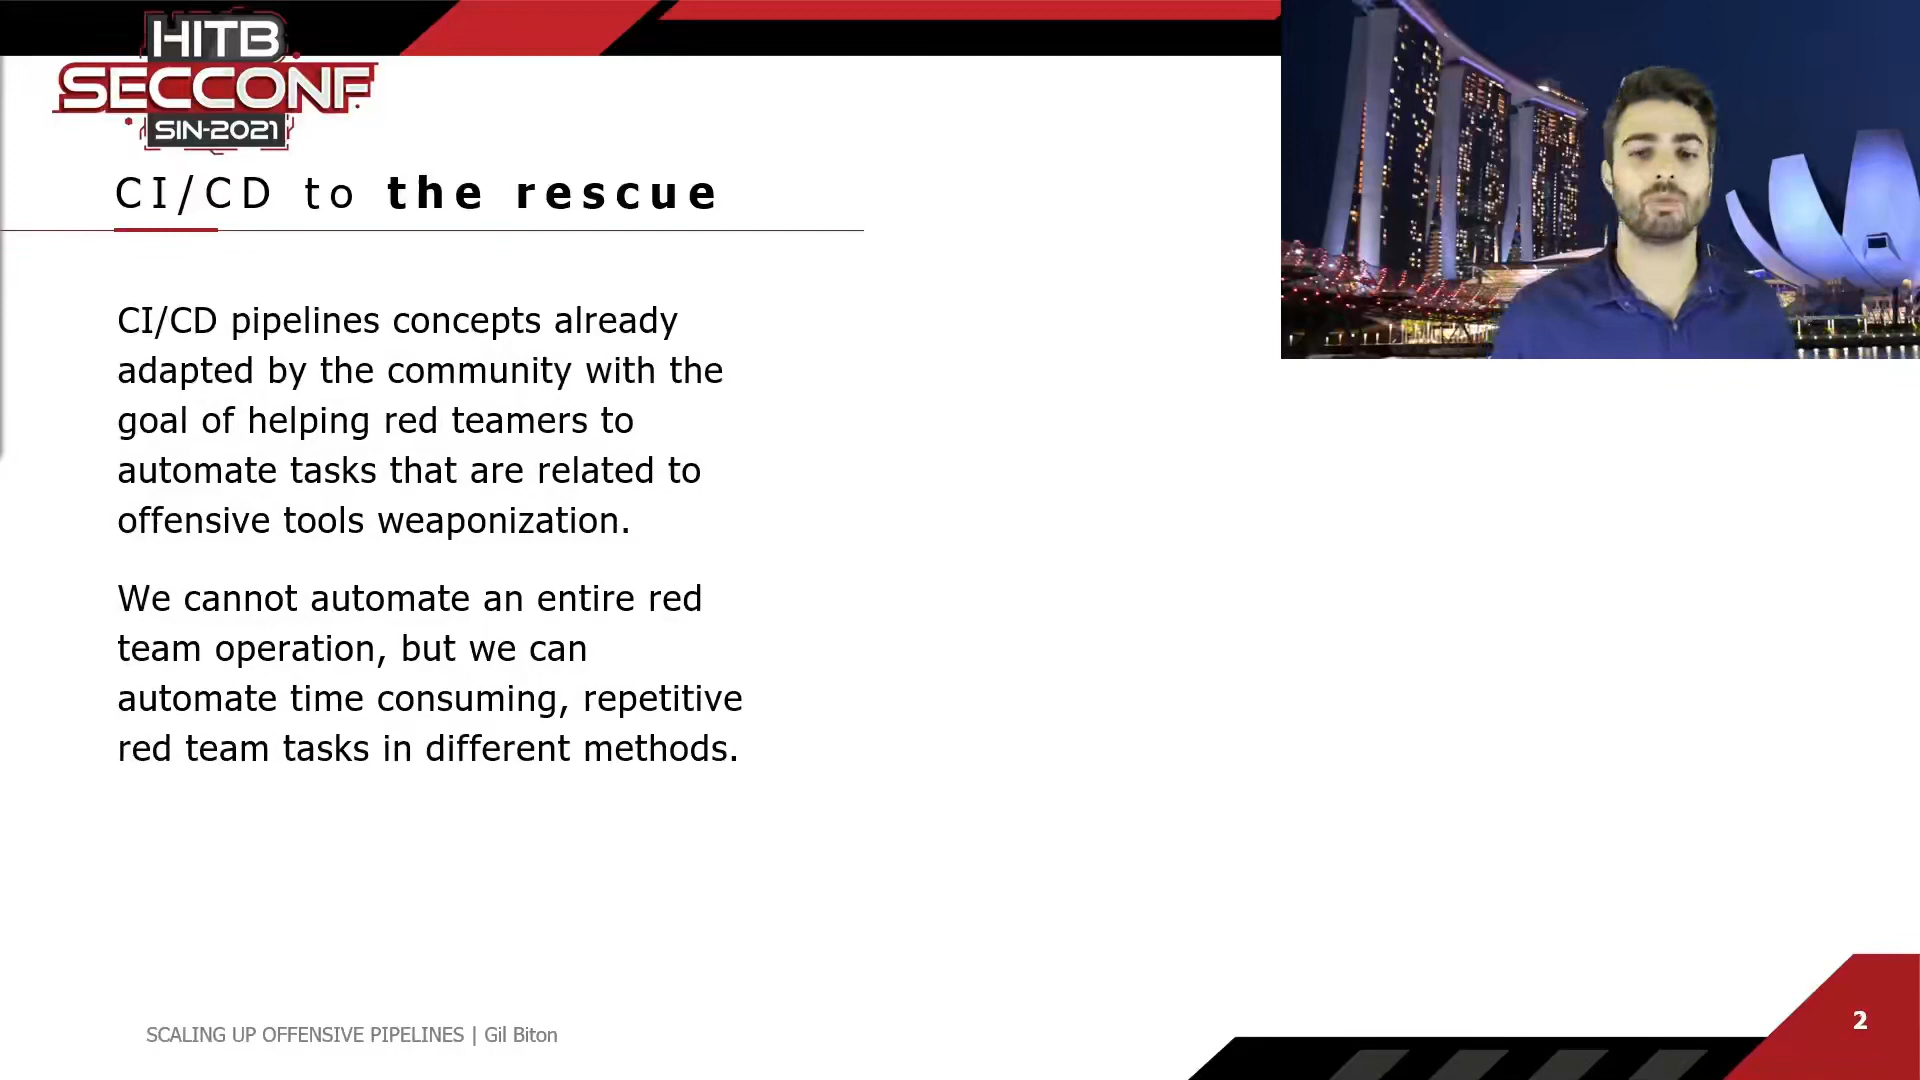 HITB
SECCONF
SIN-2021
CI/CD to the rescue
CI/CD pipelines concepts already
adapted by the community with the
goal of helping red teamers to
automate tasks that are related to
offensive tools weaponization.
We cannot automate an entire red
team operation, but we can
automate time consuming, repetitive
red team tasks in different methods.
SCALING UP OFFENSIVE PIPELINES | Gil Biton
2